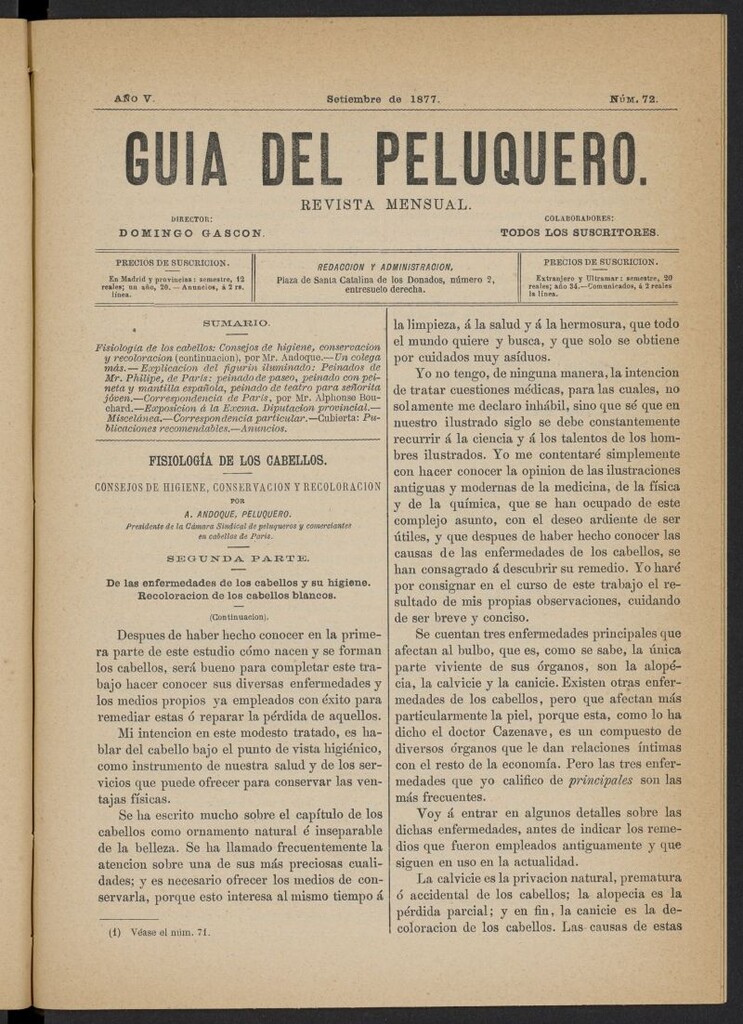 AÑO V.
Setiembre de 1877.
NÚM. 72.
GUIA DEL PELUQUERO.
REVISTA MENSUAL.
DIRECTOR:
DOMINGO GASCON.
COLABORADORES:
TODOS LOS SUSCRITORES.
PRECIOS DE SUSCRICION.
En Madrid y provincias: semestre, 12
reales; un año, 20. — Anuncios, á 2 rs.
línea.
REDACCION Y ADMINISTRACION,
Plaza de Santa Catalina de los Donados, número 2,
entresuelo derecha.
PRECIOS DE SUSCRICION.
Extranjero y Ultramar: semestre, 20
reales; año 34.—Comunicados, á 2 reales
la línea.
SUMARIO.
Fisiología de los cabellos: Consejos de higiene, conservacion
y recoloracion (continuacion), por Mr. Andoque.—Un colega
más.—Explicacion del figurin iluminado: Peinados de
Mr. Philipe, de Paris: peinado de paseo, peinado con pei-
neta y mantilla española, peinado de teatro para señorita
jóven.—Correspondencia de Paris, por Mr. Alphonse Bou-
chard.—Exposicion á la Excma. Diputacion provincial.—
Miscelánea.—Correspondencia particular.—Cubierta: Pu-
blicaciones recomendables.—Anuncios.
FISIOLOGÍA DE LOS CABELLOS.
CONSEJOS DE HIGIENE, CONSERVACION Y RECOLORACION
POR
A. ANDOQUE, PELUQUERO.
Presidente de la Cámara Sindical de peluqueros y comerciantes
en cabellos de Paris.
SEGUNDA PARTE.
De las enfermedades de los cabellos y su higiene.
Recoloracion de los cabellos blancos.
(Continuacion).
Despues de haber hecho conocer en la prime-
ra parte de este estudio cómo nacen y se forman
los cabellos, será bueno para completar este tra-
bajo hacer conocer sus diversas enfermedades y
los medios propios ya empleados con éxito para
remediar estas ó reparar la pérdida de aquellos.
Mi intencion en este modesto tratado, es ha-
blar del cabello bajo el punto de vista higiénico,
como instrumento de nuestra salud y de los ser-
vicios que puede ofrecer para conservar las ven-
tajas físicas.
Se ha escrito mucho sobre el capítulo de los
cabellos como ornamento natural é inseparable
de la belleza. Se ha llamado frecuentemente la
atencion sobre una de sus más preciosas cuali-
dades; y es necesario ofrecer los medios de con-
servarla, porque esto interesa al mismo tiempo á
(1) Véase el núm. 71.
la limpieza, á la salud y á la hermosura, que todo
el mundo quiere y busca, y que solo se obtiene
por cuidados muy asíduos.
Yo no tengo, de ninguna manera, la intencion
de tratar cuestiones médicas, para las cuales, no
solamente me declaro inhábil, sino que sé que en
nuestro ilustrado siglo se debe constantemente
recurrir á la ciencia y á los talentos de los hom-
bres ilustrados. Yo me contentaré simplemente
con hacer conocer la opinion de las ilustraciones
antiguas y modernas de la medicina, de la física
y de la química, que se han ocupado de este
complejo asunto, con el deseo ardiente de ser
útiles, y que despues de haber hecho conocer las
causas de las enfermedades de los cabellos, se
han consagrado á descubrir su remedio. Yo haré
por consignar en el curso de este trabajo el re-
sultado de mis propias observaciones, cuidando
de ser breve y conciso.
Se cuentan tres enfermedades principales que
afectan al bulbo, que es, como se sabe, la única
parte viviente de sus órganos, son la alopé-
cia, la calvicie y la canicie. Existen otras enfer-
medades de los cabellos, pero que afectan más
particularmente la piel, porque esta, como lo ha
dicho el doctor Cazenave, es un compuesto de
diversos órganos que le dan relaciones íntimas
con el resto de la economía. Pero las tres enfer-
medades que yo califico de principales son las
más frecuentes.
Voy á entrar en algunos detalles sobre las
dichas enfermedades, antes de indicar los reme-
dios que fueron empleados antiguamente y que
siguen en uso en la actualidad.
La calvicie es la privacion natural, prematura
ó accidental de los cabellos; la alopecia es la
pérdida parcial; y en fin, la canicie es la de-
coloracion de los cabellos. Las causas de estas